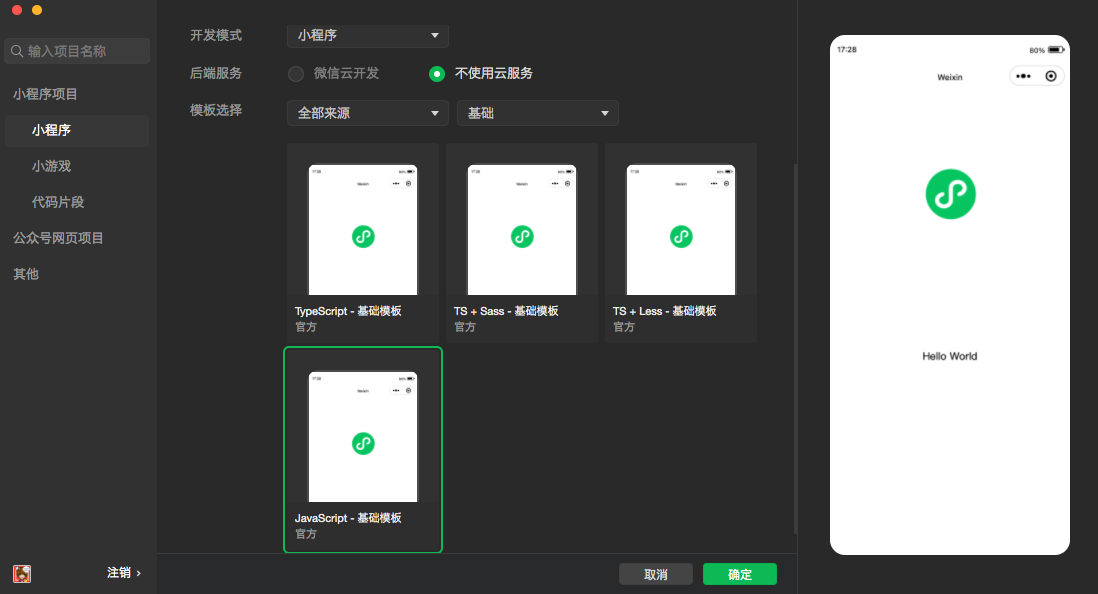 输入项目名称
小程序项目
小程序
小游戏
代码片段
公众号网页项目
其他
注销 ›
开发模式 小程序
后端服务 微信云开发 不使用云服务
模板选择 全部来源 基础
17:28 80%
Weixin
17:28 80%
Weixin
17:28 80%
Weixin
TypeScript - 基础模板
官方
TS + Sass - 基础模板
官方
TS + Less - 基础模板
官方
17:28 80%
Weixin
JavaScript - 基础模板
官方
取消 确定
17:28 80%
Weixin
Hello World